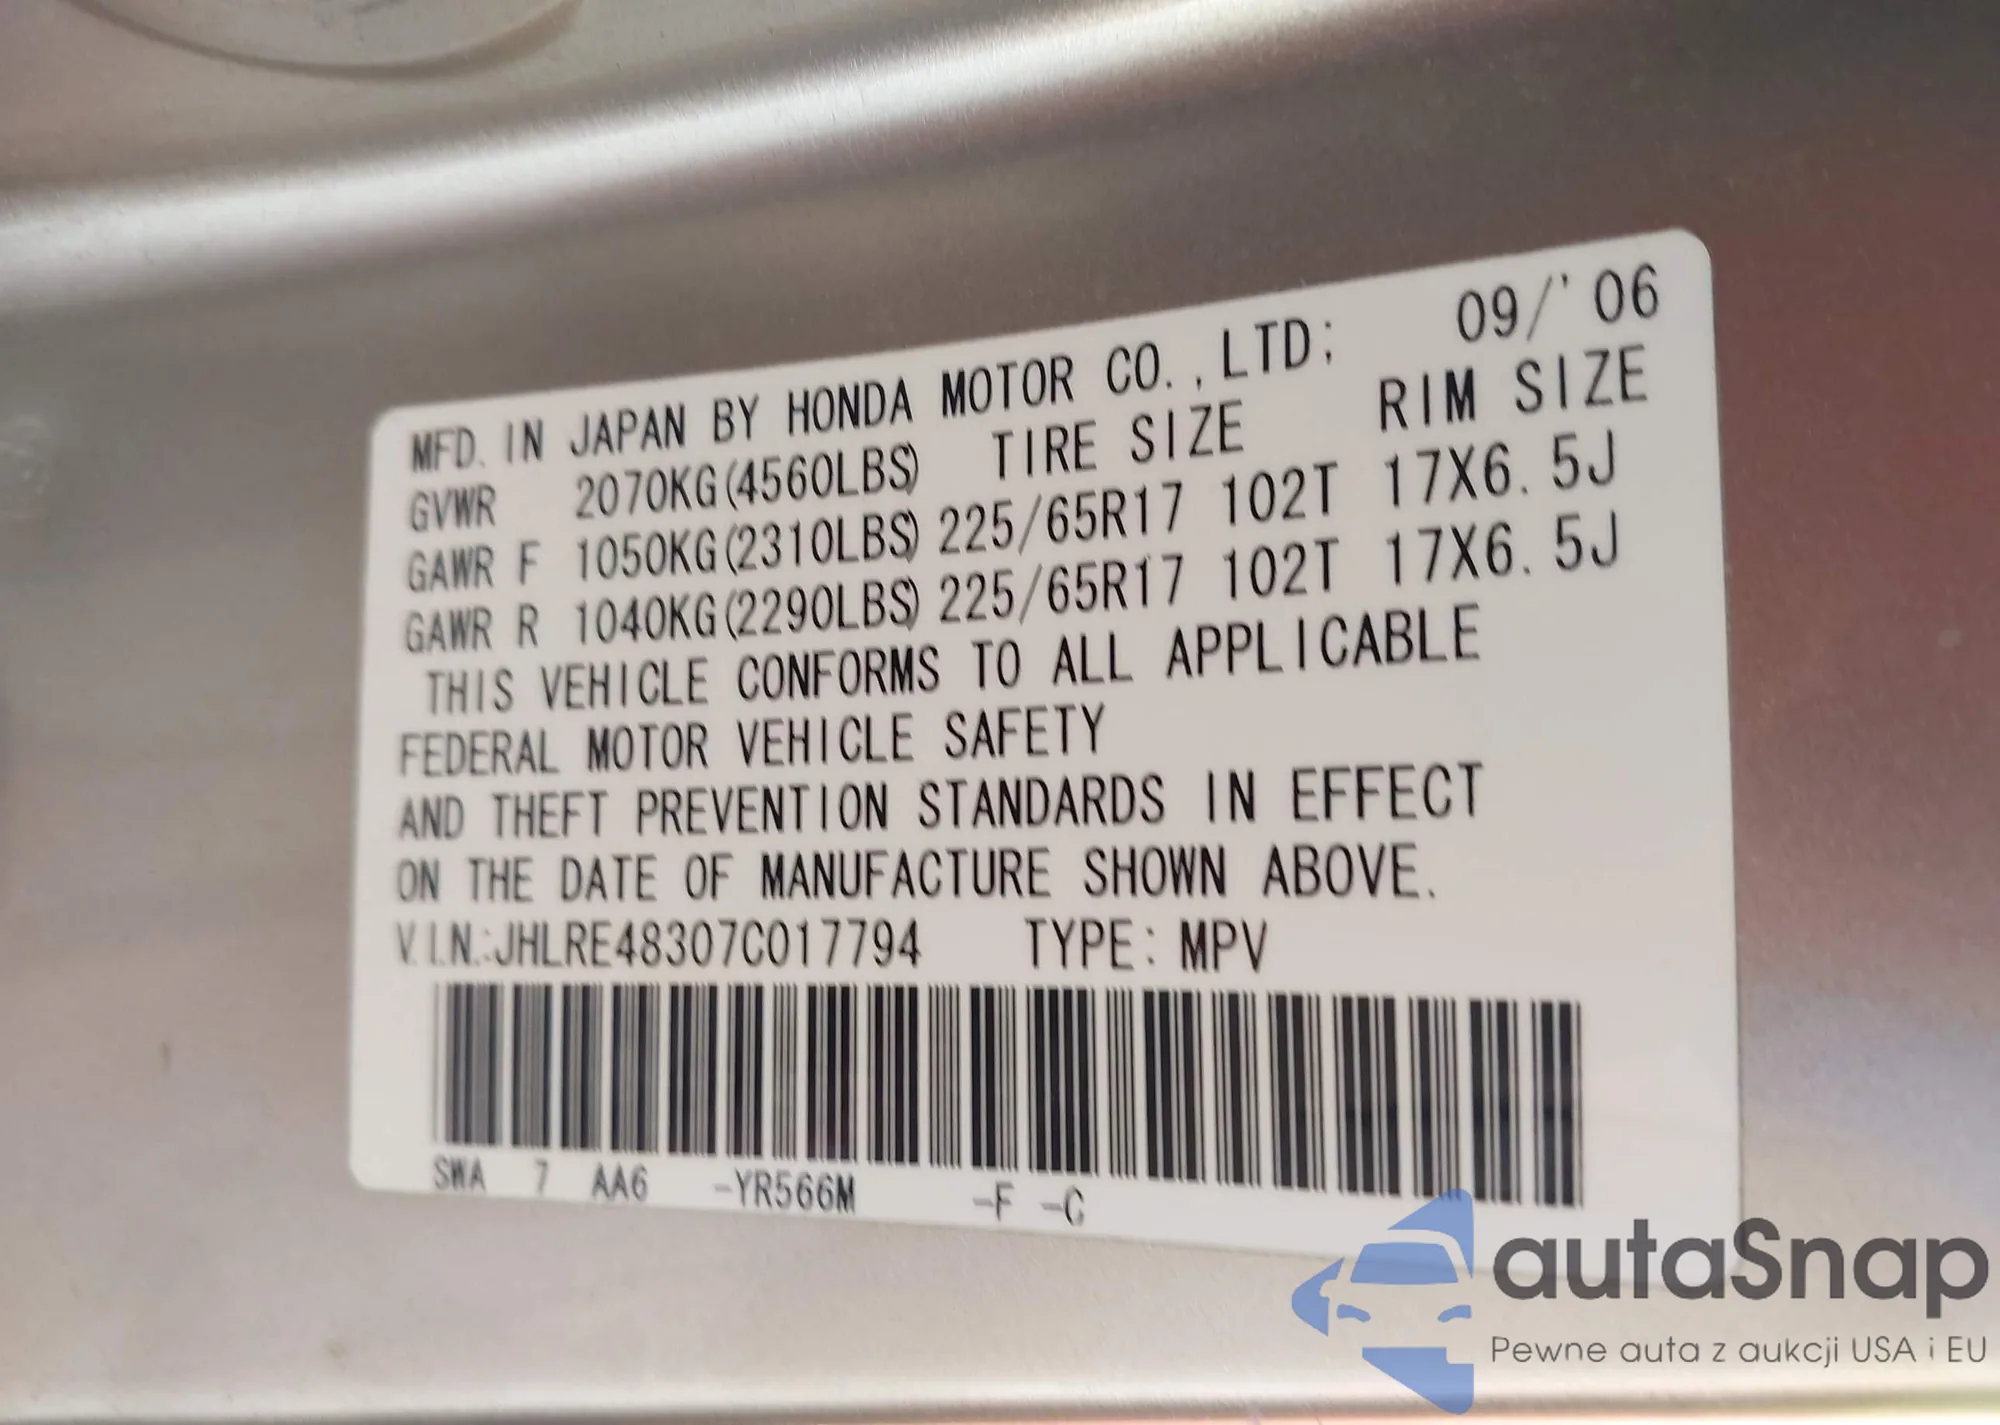 MFD. IN JAPAN BY HONDA MOTOR CO., LTD; 09/'06
GVWR 2070KG(4560LBS) TIRE SIZE RIM SIZE
GAWR F 1050KG(2310LBS) 225/65R17 102T 17X6.5J
GAWR R 1040KG(2290LBS) 225/65R17 102T 17X6.5J
THIS VEHICLE CONFORMS TO ALL APPLICABLE
FEDERAL MOTOR VEHICLE SAFETY
AND THEFT PREVENTION STANDARDS IN EFFECT
ON THE DATE OF MANUFACTURE SHOWN ABOVE.
V.I.N.:JHLRE48307C017794 TYPE: MPV
SWA 7 AA6 -YR566M -F -C
autaSnap
Pewne auta z aukcji USA i EU